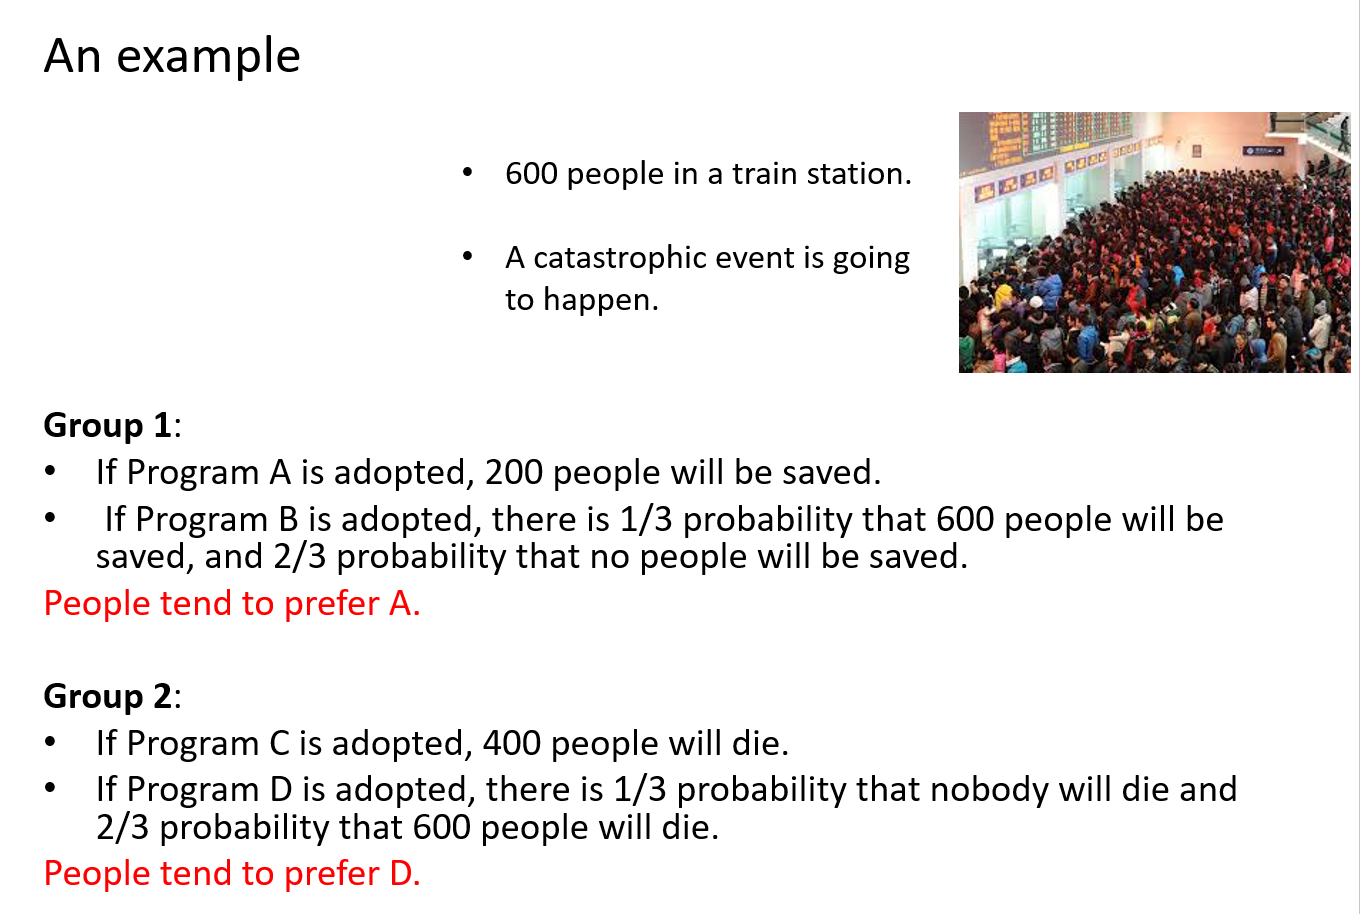 An example
• 600 people in a train station.
• A catastrophic event is going
to happen.
Group 1:
• If Program A is adopted, 200 people will be saved.
• If Program B is adopted, there is 1/3 probability that 600 people will be
saved, and 2/3 probability that no people will be saved.
People tend to prefer A.
Group 2:
• If Program C is adopted, 400 people will die.
• If Program D is adopted, there is 1/3 probability that nobody will die and
2/3 probability that 600 people will die.
People tend to prefer D.